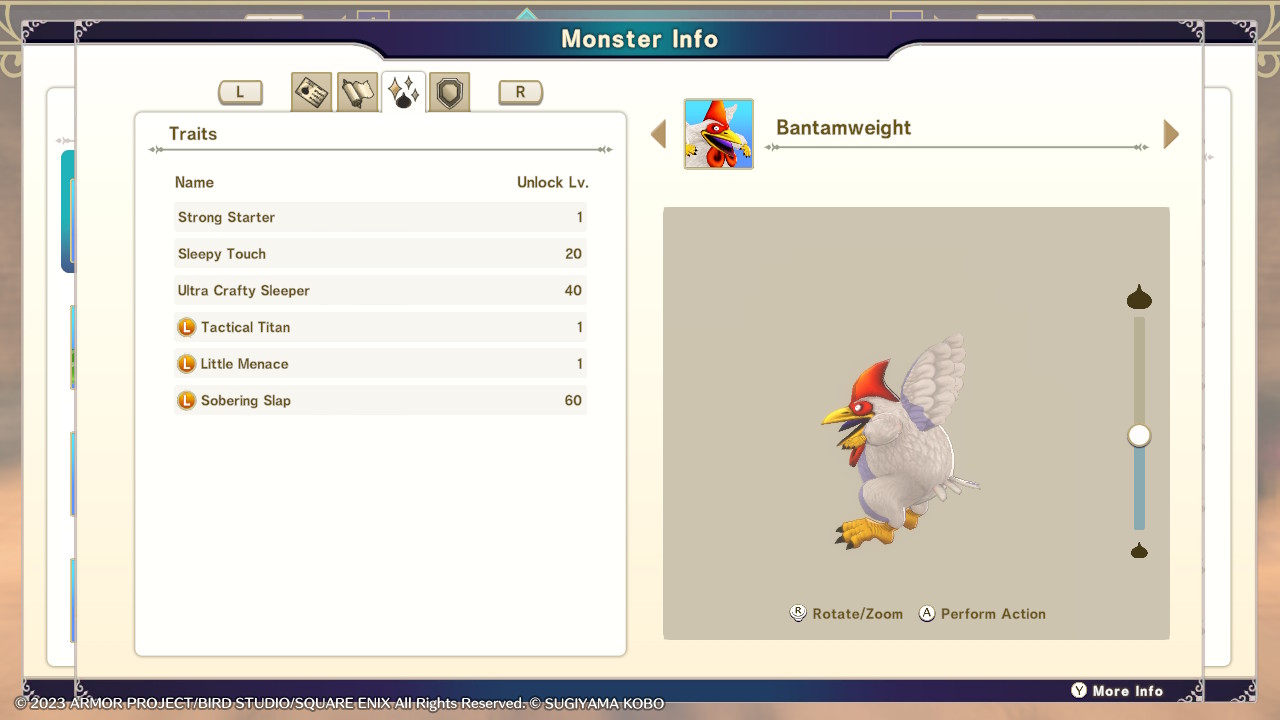 Monster Info
L
R
Traits
Name Unlock Lv.
Strong Starter 1
Sleepy Touch 20
Ultra Crafty Sleeper 40
L Tactical Titan 1
L Little Menace 1
L Sobering Slap 60
Bantamweight
R Rotate/Zoom A Perform Action
Y More Info
© 2023 ARMOR PROJECT/BIRD STUDIO/SQUARE ENIX All Rights Reserved. © SUGIYAMA KOBO